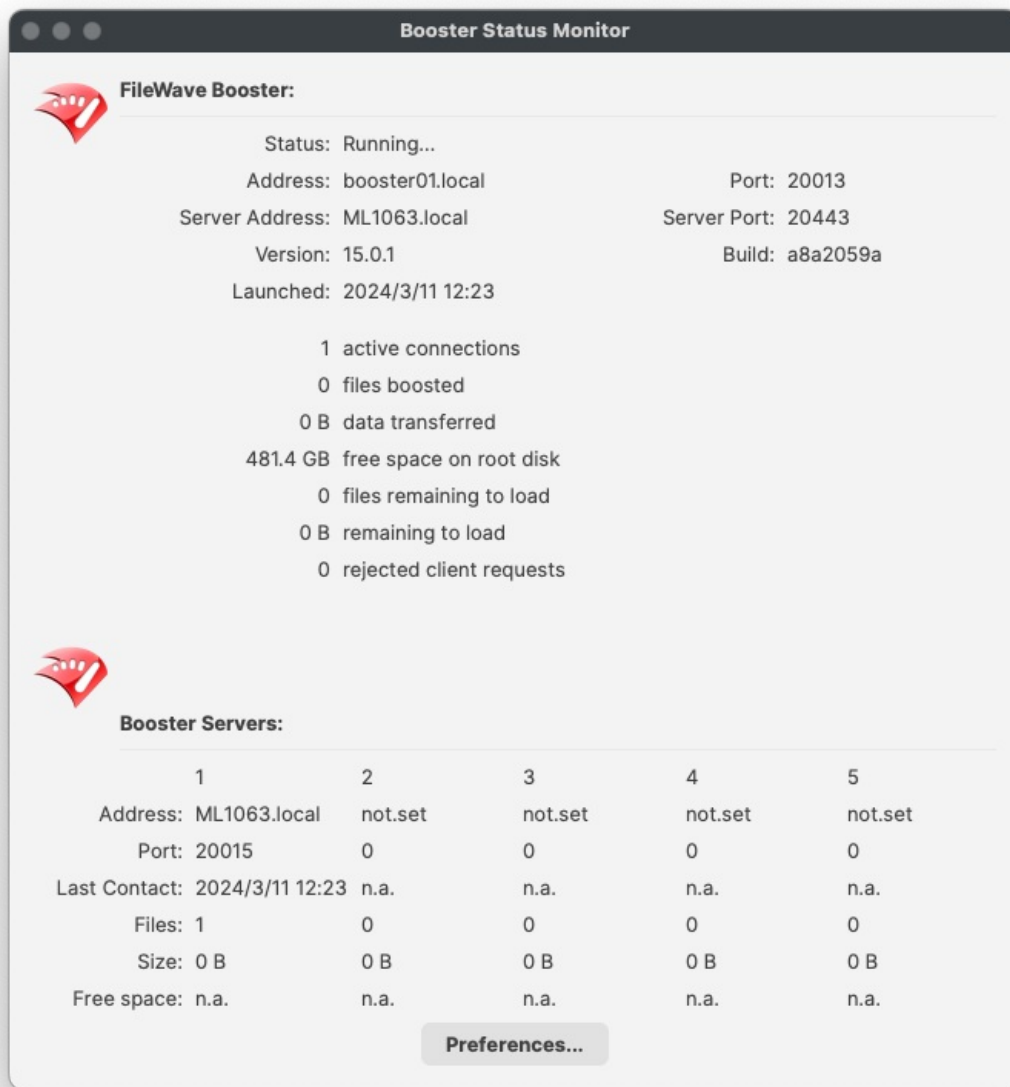 Booster Status Monitor
FileWave Booster:
Status: Running...
Address: booster01.local Port: 20013
Server Address: ML1063.local Server Port: 20443
Version: 15.0.1 Build: a8a2059a
Launched: 2024/3/11 12:23
1 active connections
0 files boosted
0 B data transferred
481.4 GB free space on root disk
0 files remaining to load
0 B remaining to load
0 rejected client requests
Booster Servers:
1 2 3 4 5
Address: ML1063.local not.set not.set not.set not.set
Port: 20015 0 0 0 0
Last Contact: 2024/3/11 12:23 n.a. n.a. n.a. n.a.
Files: 1 0 0 0 0
Size: 0 B 0 B 0 B 0 B 0 B
Free space: n.a. n.a. n.a. n.a. n.a.
Preferences...